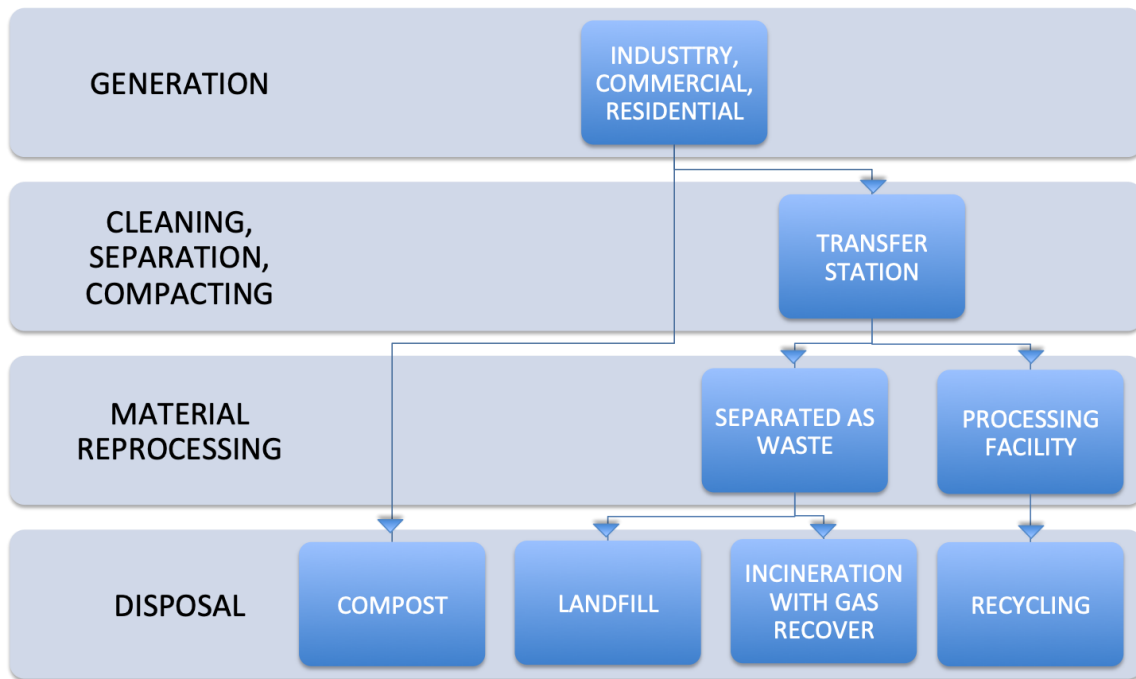 GENERATION
INDUSTTRY,
COMMERCIAL,
RESIDENTIAL
CLEANING,
SEPARATION,
COMPACTING
TRANSFER
STATION
MATERIAL
REPROCESSING
SEPARATED AS
WASTE
PROCESSING
FACILITY
DISPOSAL
COMPOST
LANDFILL
INCINERATION
WITH GAS
RECOVER
RECYCLING